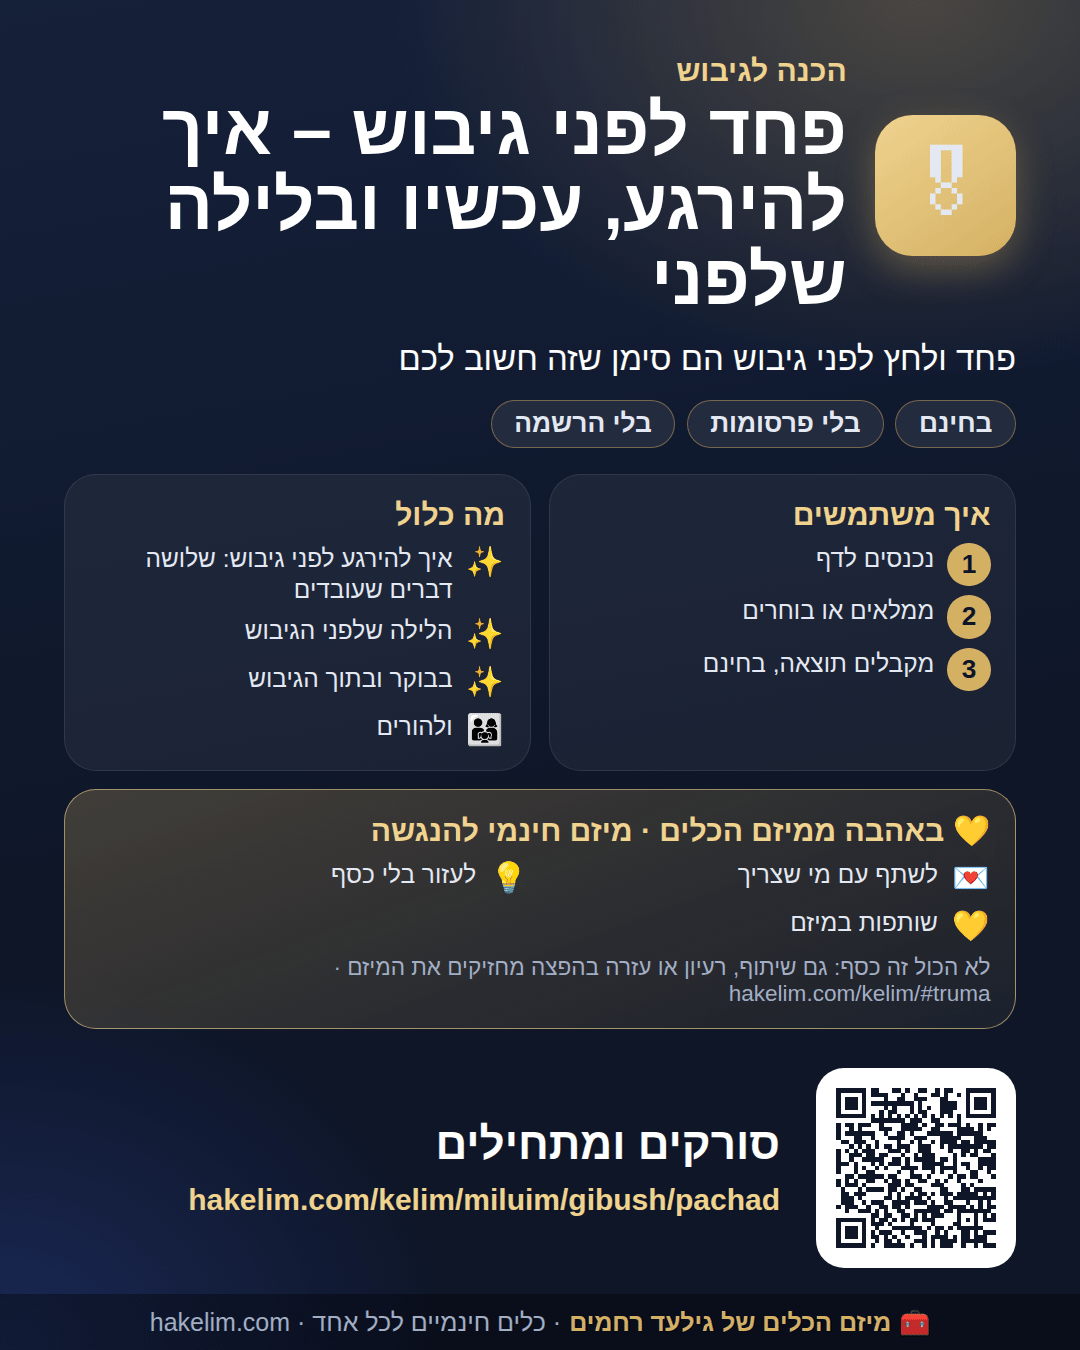 הכנה לגיבוש
פחד לפני גיבוש – איך
להירגע, עכשיו ובלילה
שלפני
פחד ולחץ לפני גיבוש הם סימן שזה חשוב לכם
בחינם
בלי פרסומות
בלי הרשמה
איך משתמשים
1 נכנסים לדף
2 ממלאים או בוחרים
3 מקבלים תוצאה, בחינם
מה כלול
✨ איך להירגע לפני גיבוש: שלושה
דברים שעובדים
✨ הלילה שלפני הגיבוש
✨ בבוקר ובתוך הגיבוש
👨‍👩‍👧 ולהורים
💛 באהבה ממיזם הכלים · מיזם חינמי להנגשה
💌 לשתף עם מי שצריך
💡 לעזור בלי כסף
💛 שותפות במיזם
לא הכול זה כסף: גם שיתוף, רעיון או עזרה בהפצה מחזיקים את המיזם ·
hakelim.com/kelim/#truma
סורקים ומתחילים
hakelim.com/kelim/miluim/gibush/pachad
🧰 מיזם הכלים של גילעד רחמים · כלים חינמיים לכל אחד · hakelim.com